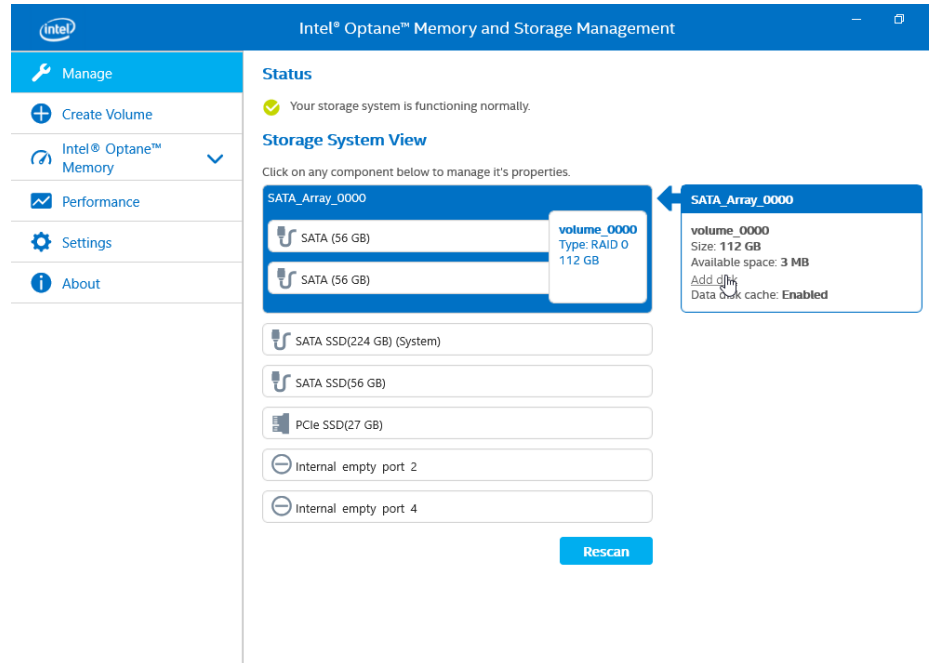 intel
Intel® Optane™ Memory and Storage Management
Manage
Create Volume
Intel® Optane™
Memory
Performance
Settings
About
Status
Your storage system is functioning normally.
Storage System View
Click on any component below to manage it's properties.
SATA_Array_0000
SATA (56 GB)
SATA (56 GB)
volume_0000
Type: RAID 0
112 GB
SATA SSD(224 GB) (System)
SATA SSD(56 GB)
PCIe SSD(27 GB)
Internal empty port 2
Internal empty port 4
Rescan
SATA_Array_0000
volume_0000
Size: 112 GB
Available space: 3 MB
Add disk
Data disk cache: Enabled